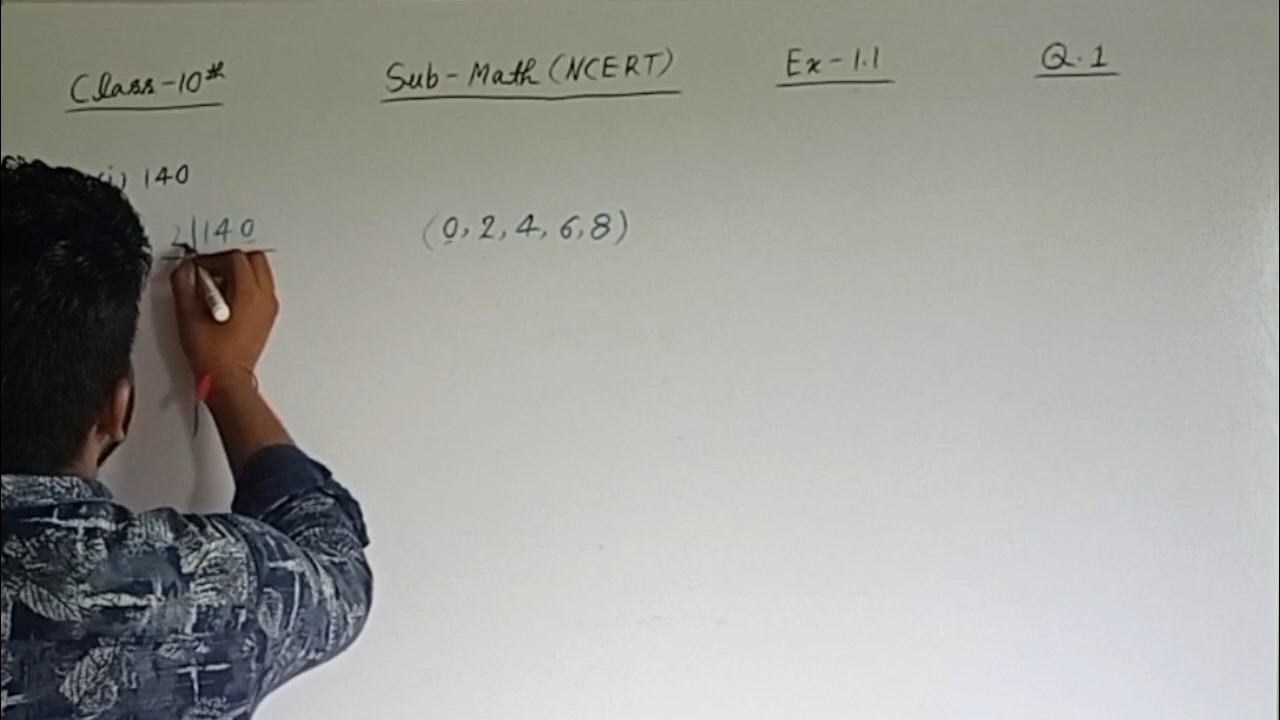 Class-10th Sub-Math (NCERT) Ex-1.1 Q.1
(i) 140
2|140 (0, 2, 4, 6, 8)